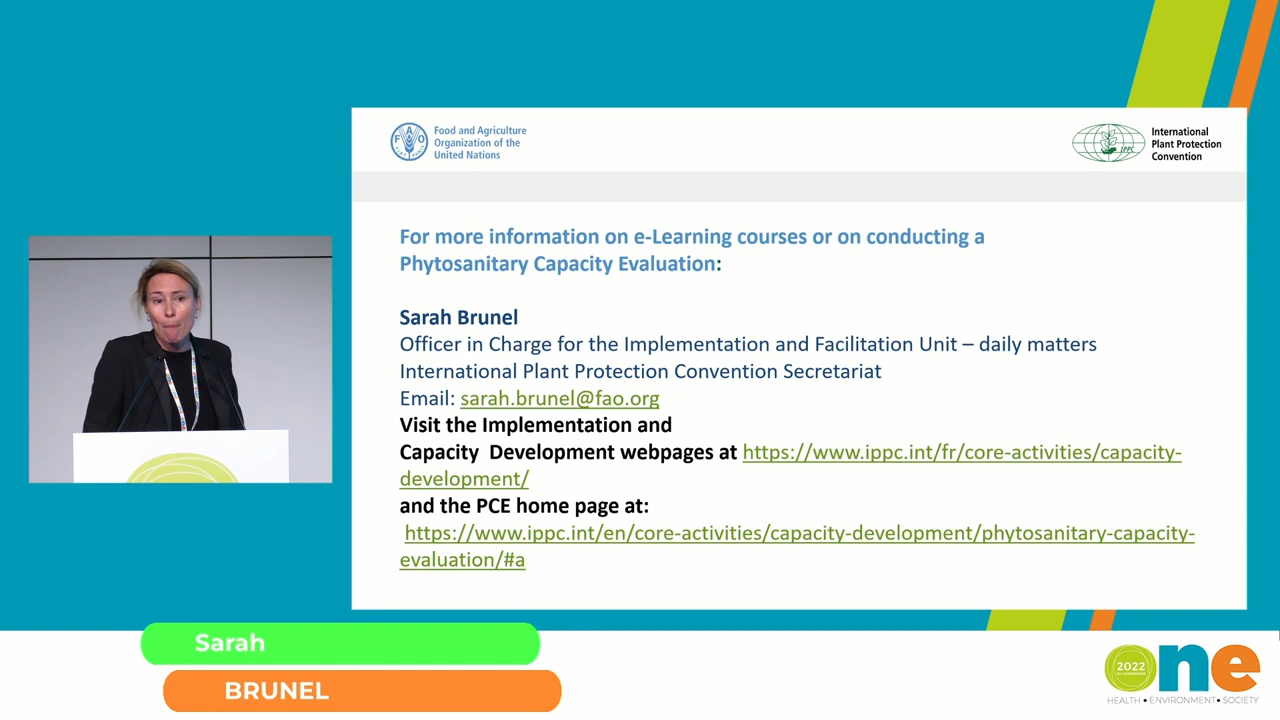 Food and Agriculture
Organization of the
United Nations
International
Plant Protection
Convention
IPPC
For more information on e-Learning courses or on conducting a
Phytosanitary Capacity Evaluation:
Sarah Brunel
Officer in Charge for the Implementation and Facilitation Unit – daily matters
International Plant Protection Convention Secretariat
Email: sarah.brunel@fao.org
Visit the Implementation and
Capacity Development webpages at https://www.ippc.int/fr/core-activities/capacity-
development/
and the PCE home page at:
https://www.ippc.int/en/core-activities/capacity-development/phytosanitary-capacity-
evaluation/#a
Sarah
BRUNEL
2022
one
HEALTH • ENVIRONMENT • SOCIETY